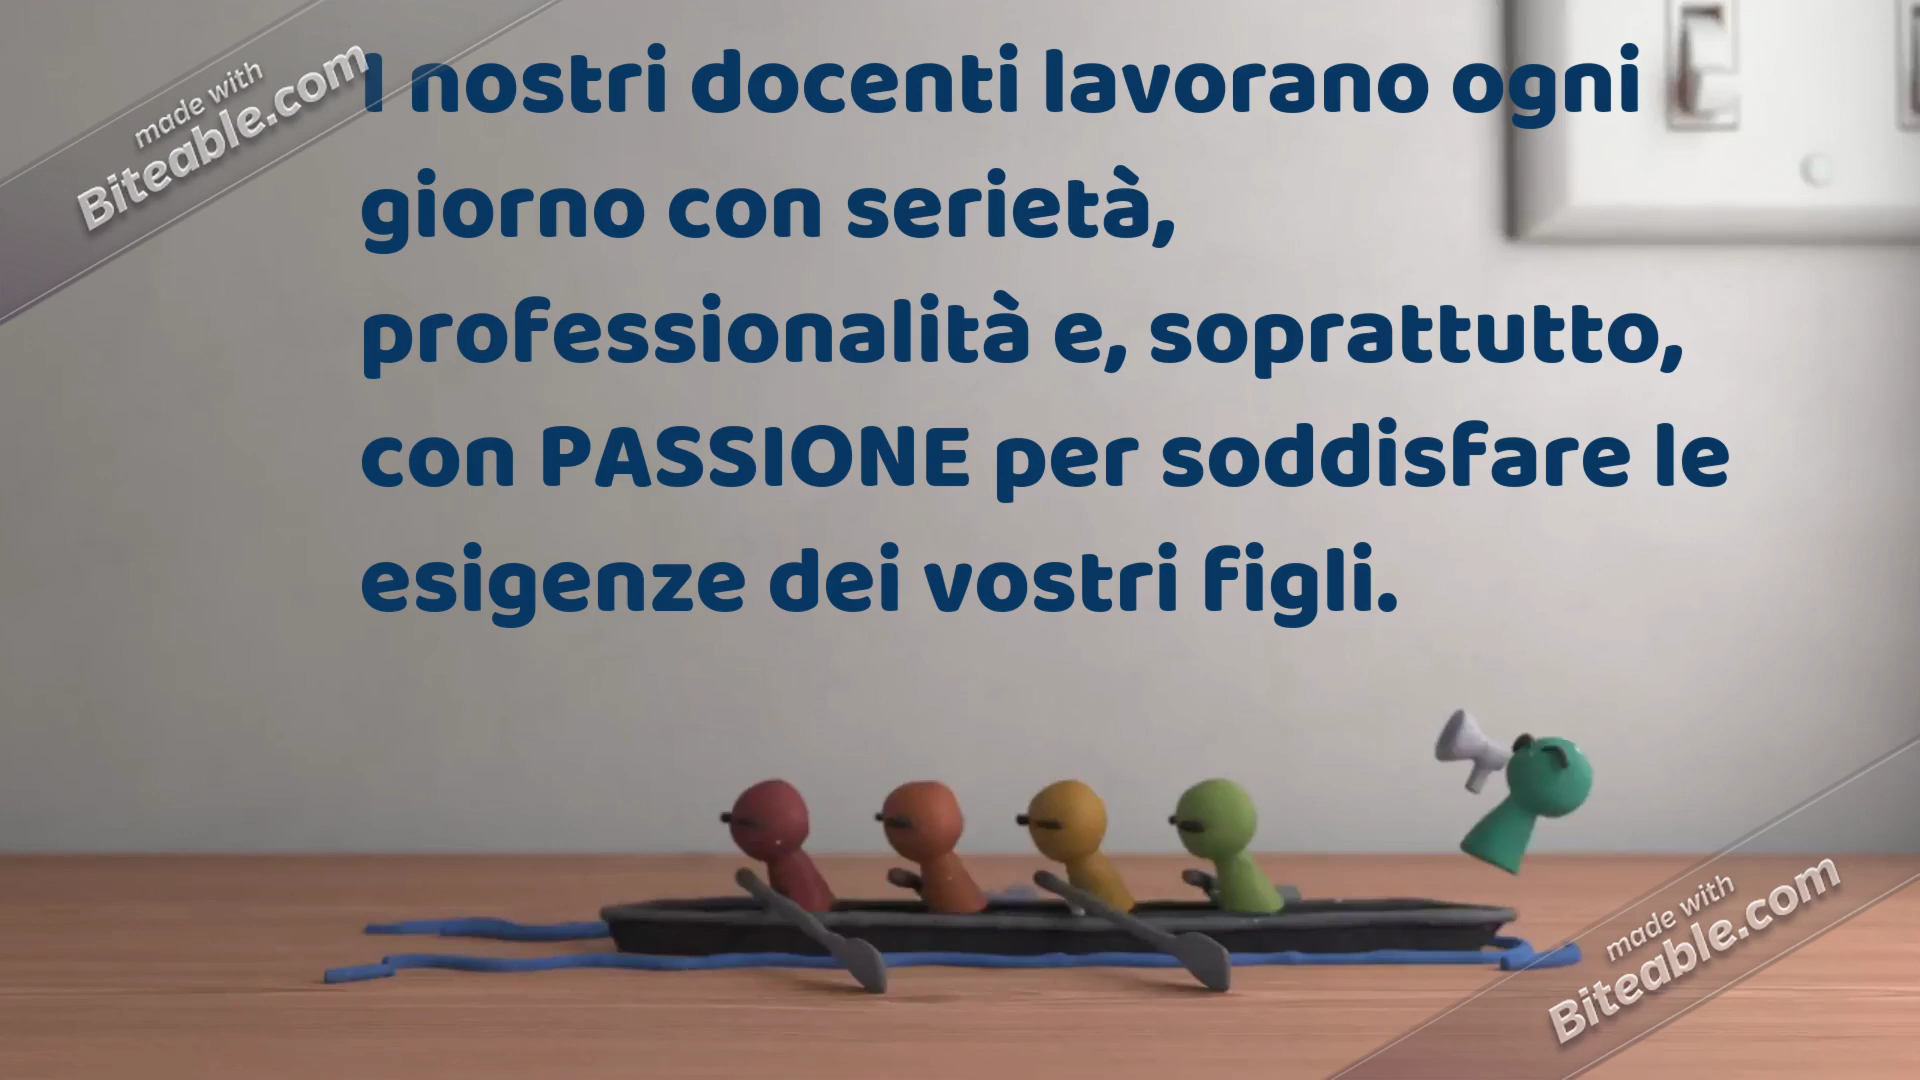 made with
Biteable.com
I nostri docenti lavorano ogni
giorno con serietà,
professionalità e, soprattutto,
con PASSIONE per soddisfare le
esigenze dei vostri figli.
made with
Biteable.com